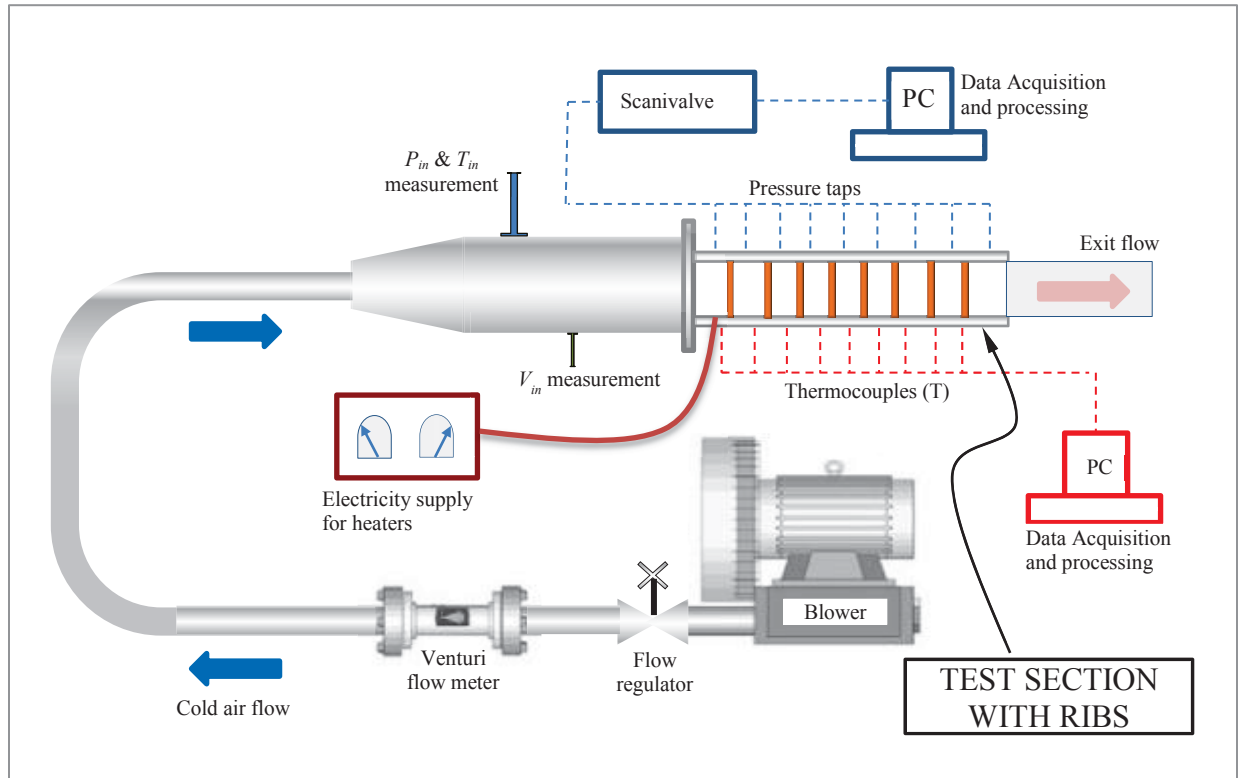 Scanivalve
PC
Data Acquisition
and processing
P_in & T_in
measurement
Pressure taps
Exit flow
V_in measurement
Thermocouples (T)
PC
Electricity supply
for heaters
Data Acquisition
and processing
Blower
Venturi
flow meter
Flow
regulator
Cold air flow
TEST SECTION
WITH RIBS